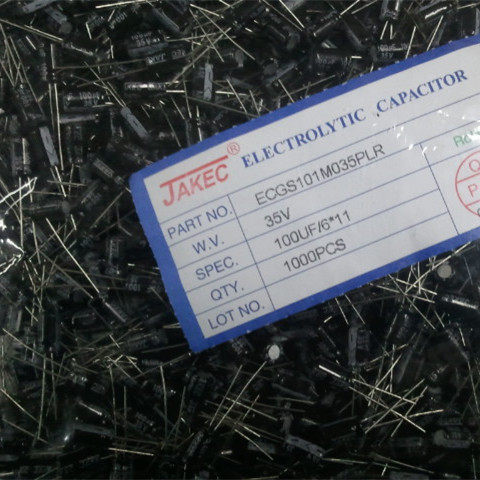 JAKEC® ELECTROLYTIC CAPACITOR
PART NO. ECGS101M035PLR
W.V. 35V
SPEC. 100UF/6*11
QTY. 1000PCS
LOT NO.